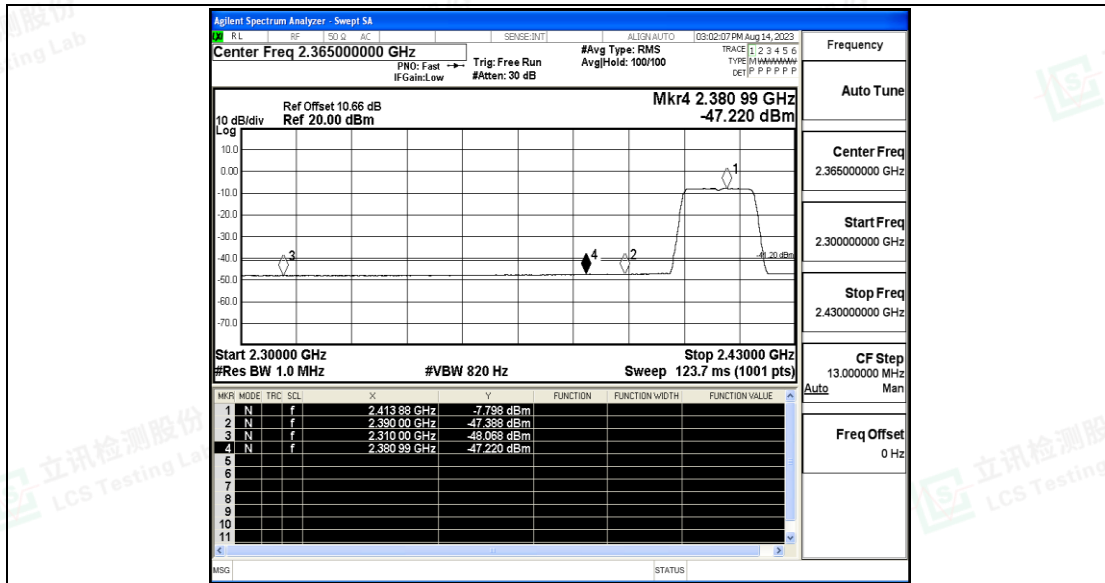 Agilent Spectrum Analyzer - Swept SA
RL RF 50 Ω AC SENSE:INT ALIGN AUTO 03:02:07 PM Aug 14, 2023
Center Freq 2.365000000 GHz
PNO: Fast
IFGain:Low
Trig: Free Run
#Atten: 30 dB
#Avg Type: RMS
Avg|Hold: 100/100
TRACE 1 2 3 4 5 6
TYPE M
DET P P P P P P
Ref Offset 10.66 dB
10 dB/div Ref 20.00 dBm
Log
Mkr4 2.380 99 GHz
-47.220 dBm
10.0
0.00
-10.0
-20.0
-30.0
-40.0
-50.0
-60.0
-70.0
1
2
3
4
-41.20 dBm
Start 2.30000 GHz Stop 2.43000 GHz
#Res BW 1.0 MHz #VBW 820 Hz Sweep 123.7 ms (1001 pts)
MKR MODE TRC SCL X Y FUNCTION FUNCTION WIDTH FUNCTION VALUE
1 N f 2.413 88 GHz -7.798 dBm
2 N f 2.390 00 GHz -47.388 dBm
3 N f 2.310 00 GHz -48.068 dBm
4 N f 2.380 99 GHz -47.220 dBm
5
6
7
8
9
10
11
MSG STATUS
Frequency
Auto Tune
Center Freq
2.365000000 GHz
Start Freq
2.300000000 GHz
Stop Freq
2.430000000 GHz
CF Step
13.000000 MHz
Auto Man
Freq Offset
0 Hz
立讯检测股份
LCS Testing Lab
立讯检测股
LCS Testing